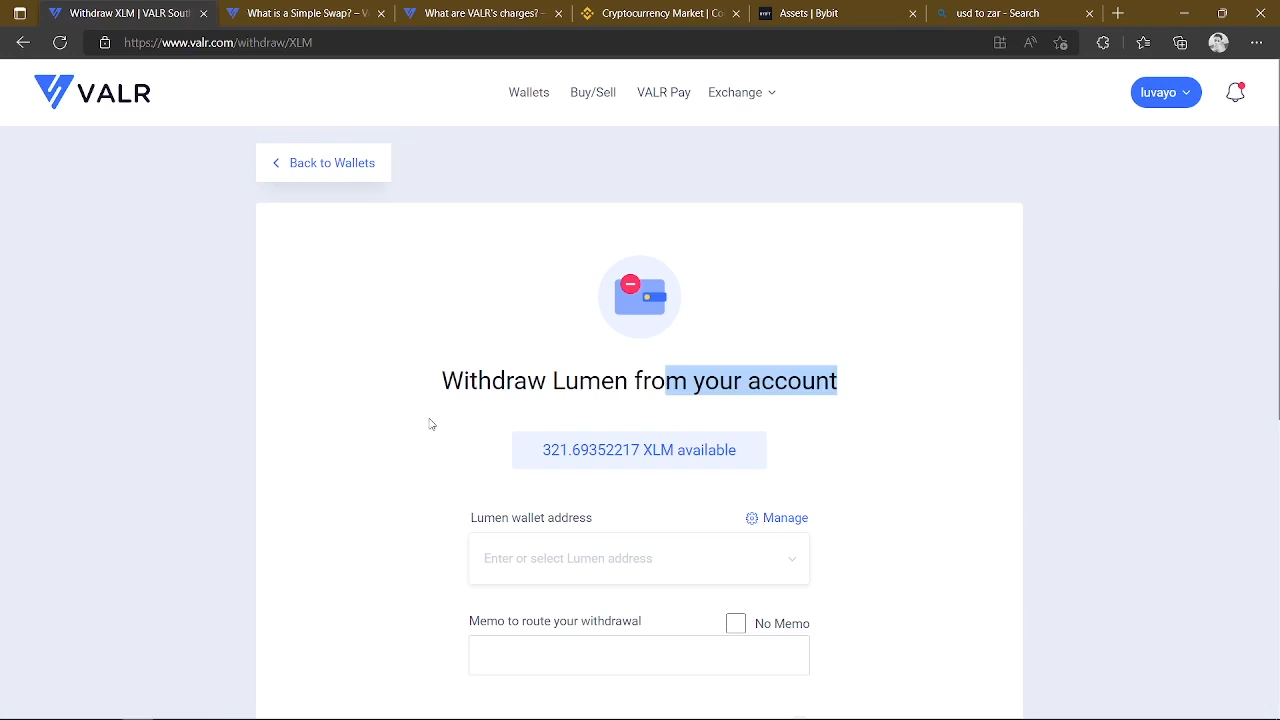 Withdraw XLM | VALR Sout
What is a Simple Swap? – V
What are VALR's charges? –
Cryptocurrency Market | Co
BYBIT
Assets | Bybit
usd to zar - Search
https://www.valr.com/withdraw/XLM
VALR
Wallets
Buy/Sell
VALR Pay
Exchange
luvayo
Back to Wallets
Withdraw Lumen from your account
321.69352217 XLM available
Lumen wallet address
Manage
Enter or select Lumen address
Memo to route your withdrawal
No Memo